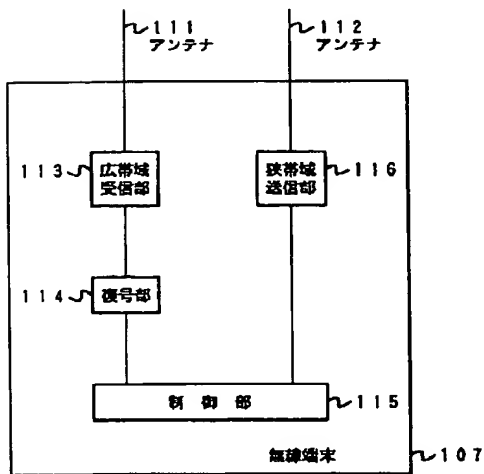 111
アンテナ
112
アンテナ
113
広帯域
受信部
狭帯域
送信部
116
114
復号部
制御部
115
無線端末
107